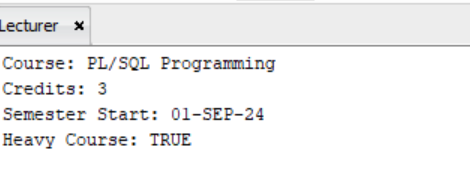 Lecturer
Course: PL/SQL Programming
Credits: 3
Semester Start: 01-SEP-24
Heavy Course: TRUE